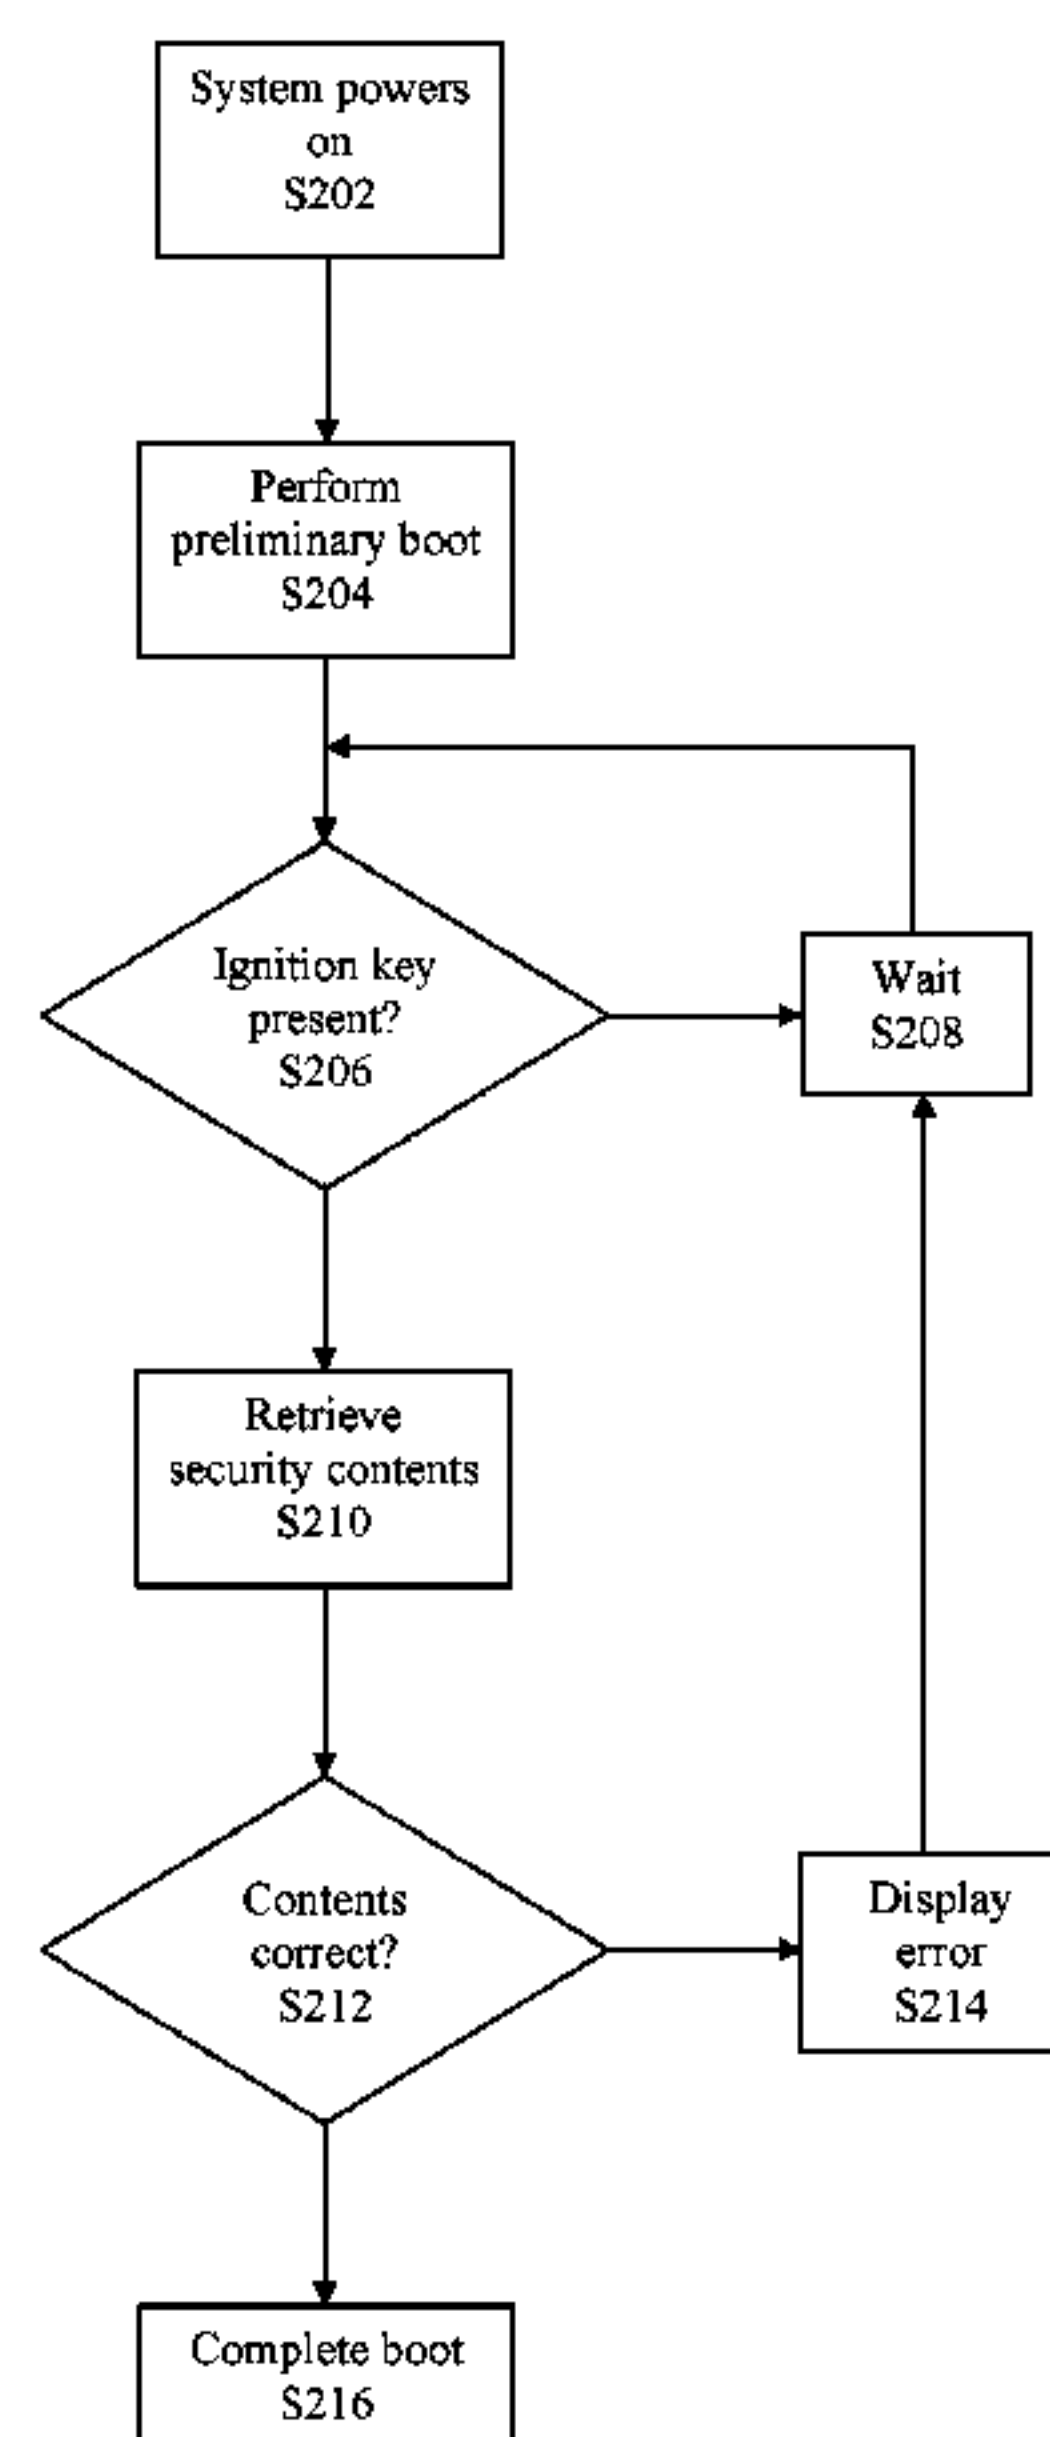 System powers
on
S202
Perform
preliminary boot
S204
Ignition key
present?
S206
Wait
S208
Retrieve
security contents
S210
Contents
correct?
S212
Display
error
S214
Complete boot
S216